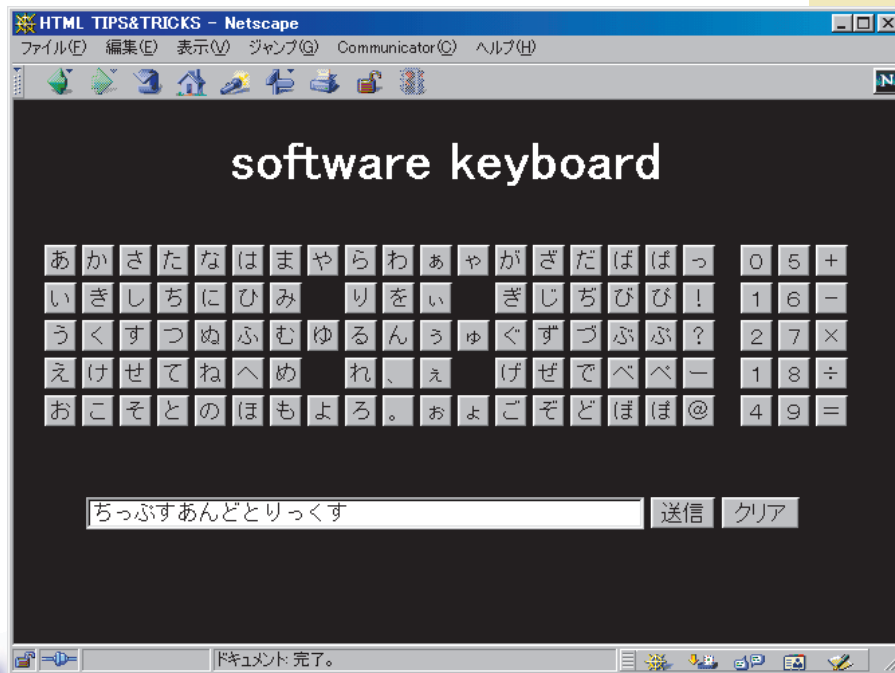 HTML TIPS&TRICKS - Netscape
ファイル(F) 編集(E) 表示(V) ジャンプ(G) Communicator(C) ヘルプ(H)
N
software keyboard
あ か さ た な は ま や ら わ ぁ ゃ が ざ だ ば ぱ っ 0 5 +
い き し ち に ひ み り を ぃ ぎ じ ぢ び ぴ ! 1 6 -
う く す つ ぬ ふ む ゆ る ん ぅ ゅ ぐ ず づ ぶ ぷ ? 2 7 ×
え け せ て ね へ め れ 、 ぇ げ ぜ で べ ぺ ー 1 8 ÷
お こ そ と の ほ も よ ろ 。 ぉ ょ ご ぞ ど ぼ ぽ @ 4 9 =
ちっぷすあんどとりっくす 送信 クリア
ドキュメント: 完了。